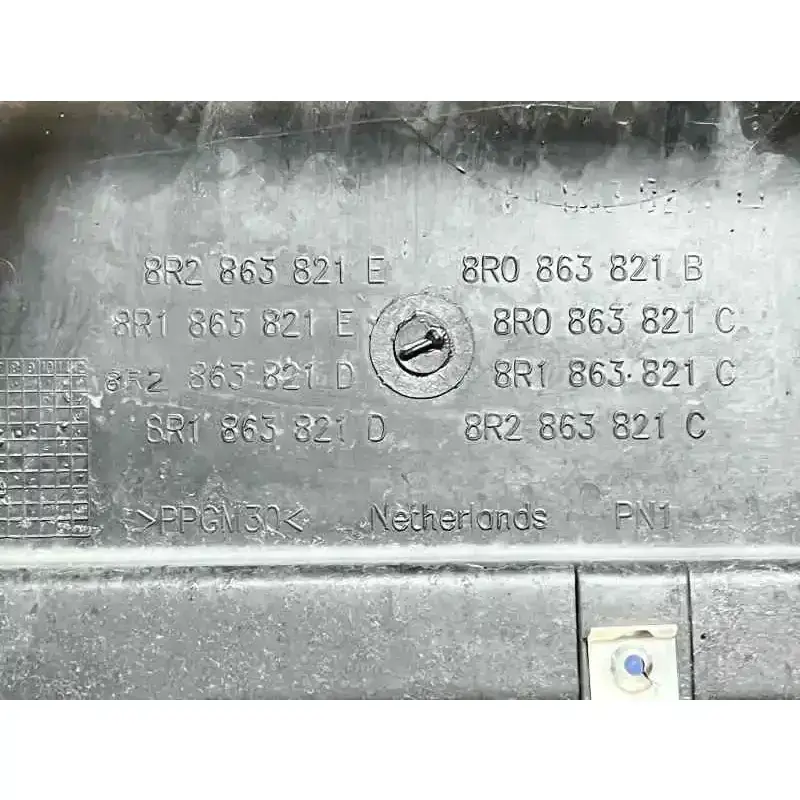 8R2 863 821 E 8R0 863 821 B
8R1 863 821 E 8R0 863 821 C
8R2 863 821 D 8R1 863 821 C
8R1 863 821 D 8R2 863 821 C
>PPGM30< Netherlands PN1